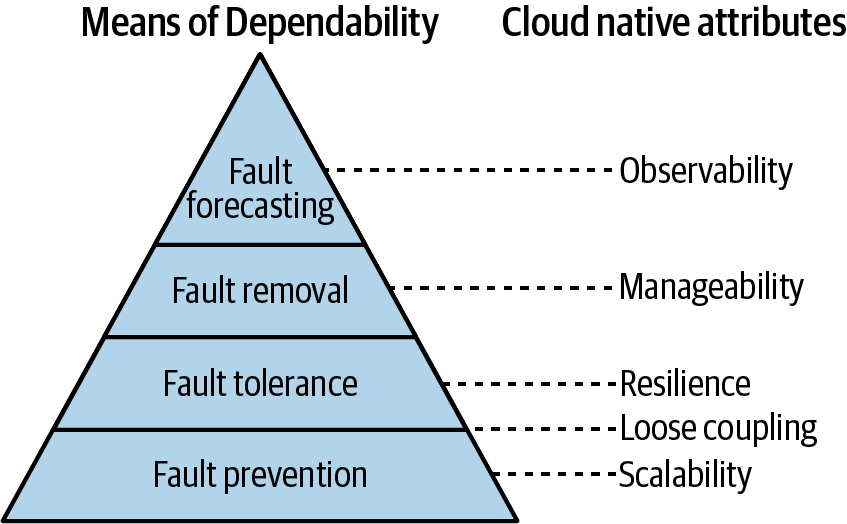 Means of Dependability
Cloud native attributes
Fault
forecasting
Observability
Fault removal
Manageability
Fault tolerance
Resilience
Loose coupling
Fault prevention
Scalability